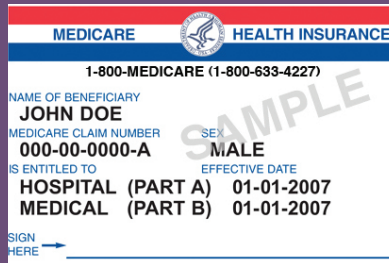 MEDICARE HEALTH INSURANCE
1-800-MEDICARE (1-800-633-4227)
NAME OF BENEFICIARY
JOHN DOE
MEDICARE CLAIM NUMBER SEX
000-00-0000-A MALE
IS ENTITLED TO EFFECTIVE DATE
HOSPITAL (PART A) 01-01-2007
MEDICAL (PART B) 01-01-2007
SIGN
HERE
SAMPLE